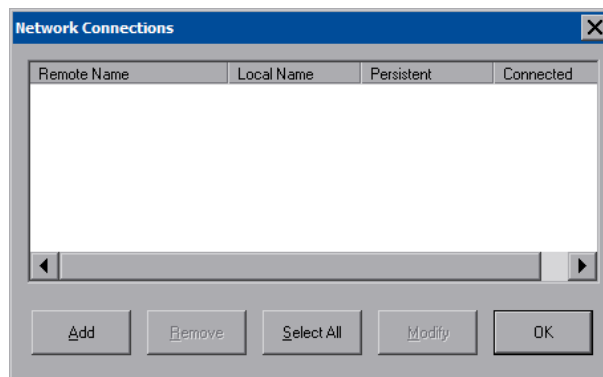 Network Connections
Remote Name Local Name Persistent Connected
Add Remove Select All Modify OK